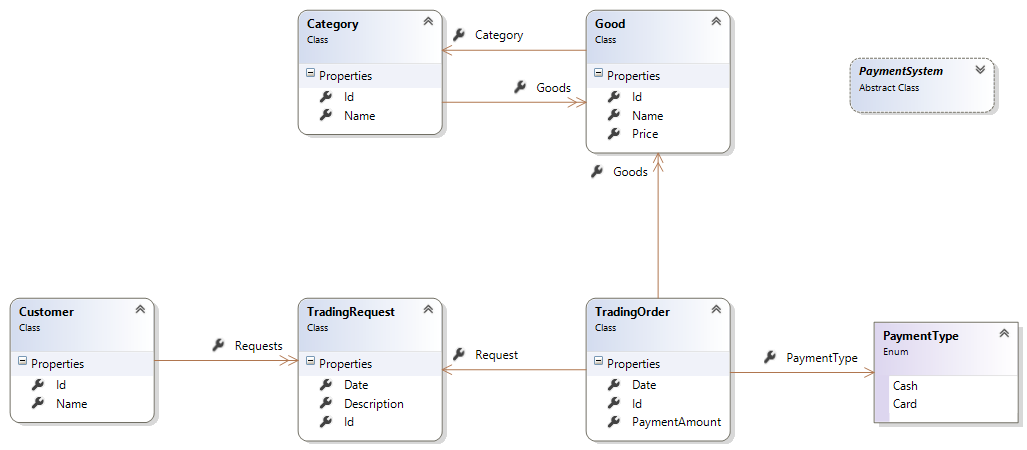 Category
Class
Properties
Id
Name
Category
Goods
Good
Class
Properties
Id
Name
Price
PaymentSystem
Abstract Class
Goods
Customer
Class
Properties
Id
Name
Requests
TradingRequest
Class
Properties
Date
Description
Id
Request
TradingOrder
Class
Properties
Date
Id
PaymentAmount
PaymentType
PaymentType
Enum
Cash
Card